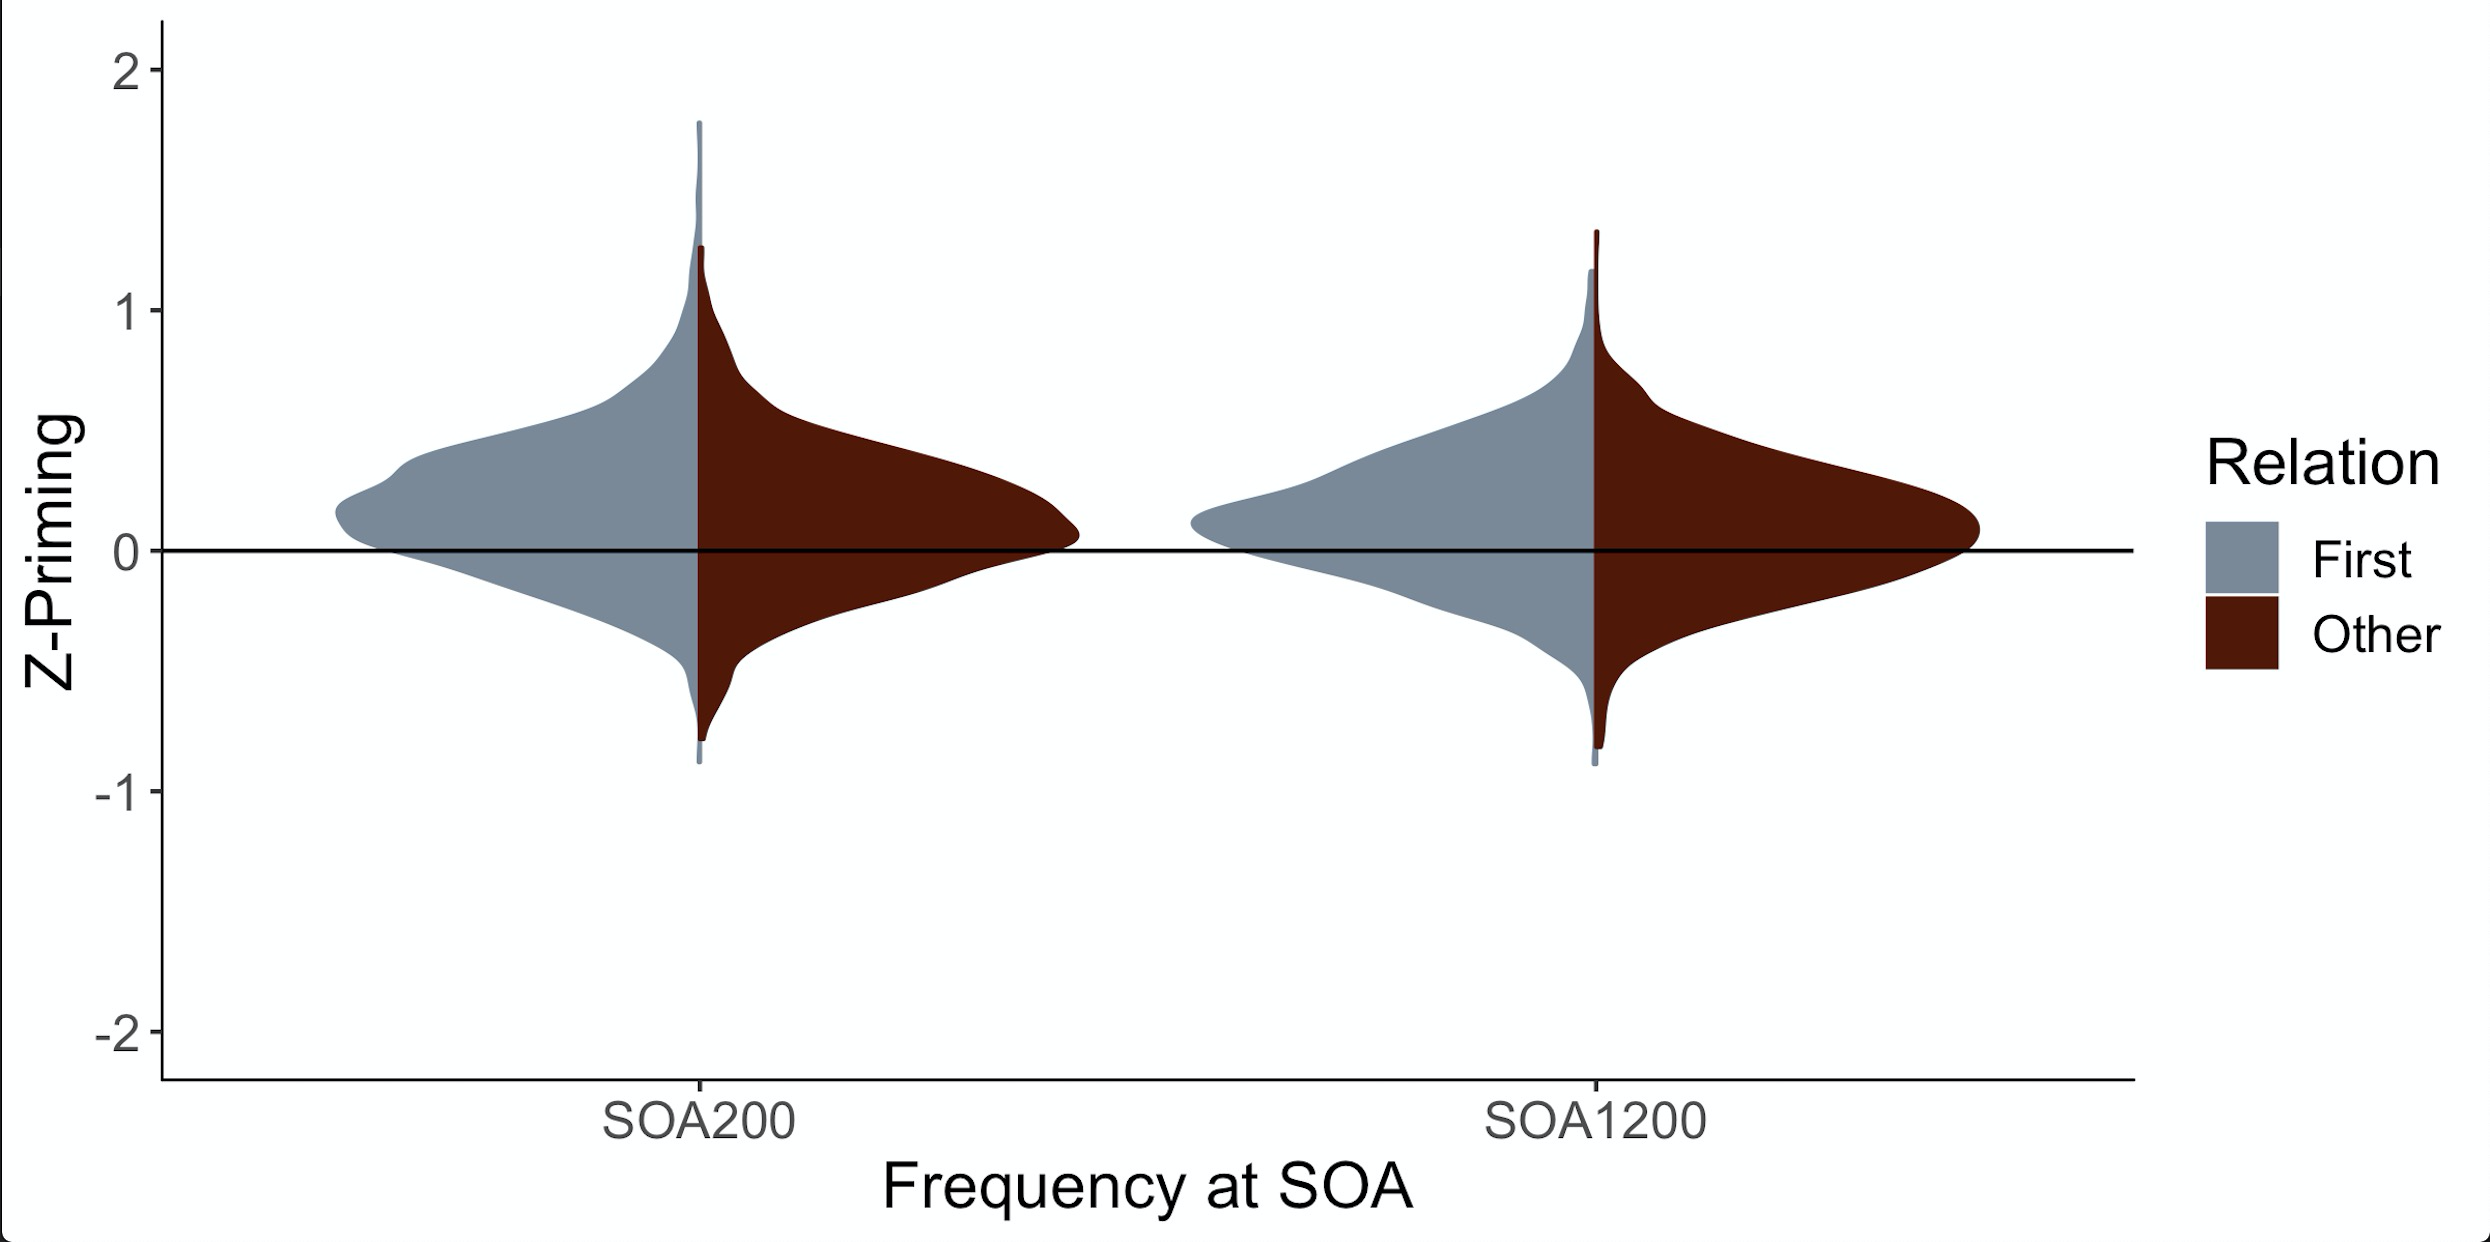 Z-Priming
2
1
0
-1
-2
SOA200
SOA1200
Frequency at SOA
Relation
First
Other